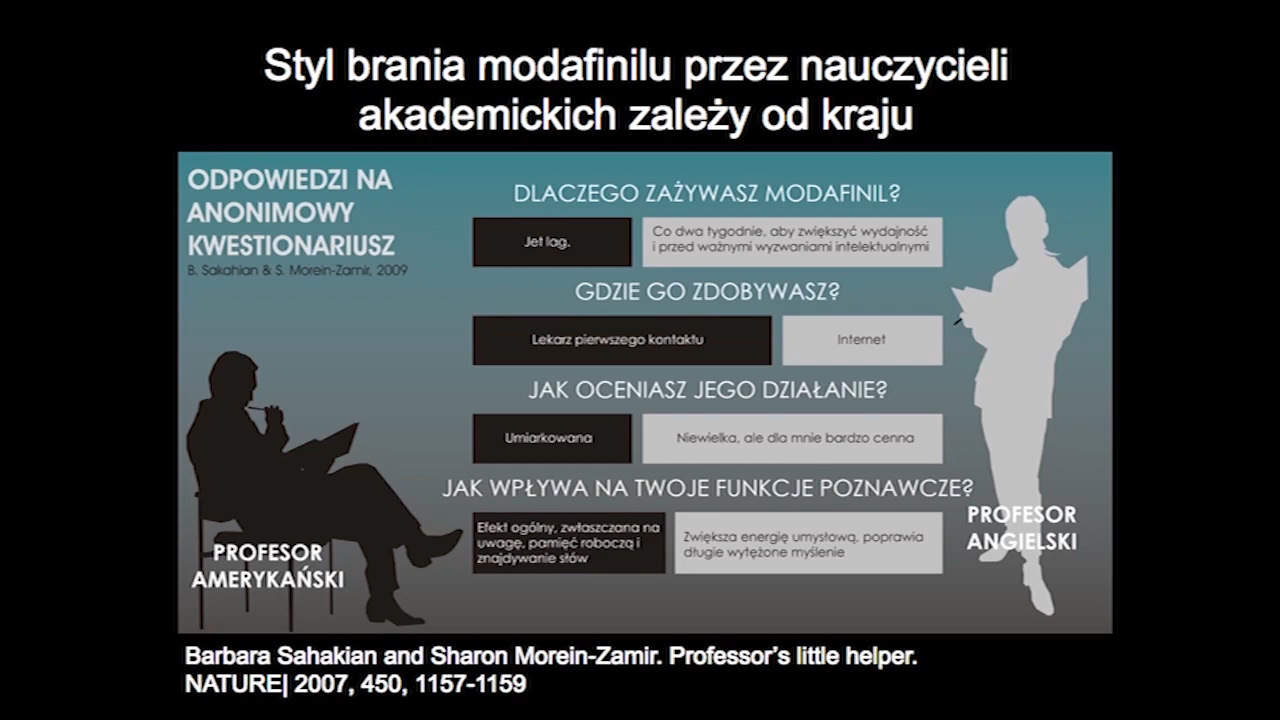 Styl brania modafinilu przez nauczycieli
akademickich zależy od kraju
ODPOWIEDZI NA
ANONIMOWY
KWESTIONARIUSZ
B. Sakahian & S. Morein-Zamir, 2009
DLACZEGO ZAŻYWASZ MODAFINIL?
Jet lag.
Co dwa tygodnie, aby zwiększyć wydajność
i przed ważnymi wyzwaniami intelektualnymi
GDZIE GO ZDOBYWASZ?
Lekarz pierwszego kontaktu
Internet
JAK OCENIASZ JEGO DZIAŁANIE?
Umiarkowana
Niewielka, ale dla mnie bardzo cenna
JAK WPŁYWA NA TWOJE FUNKCJE POZNAWCZE?
Efekt ogólny, zwłaszczana na
uwagę, pamięć roboczą i
znajdywanie słów
Zwiększa energię umystową, poprawia
długie wytężone myślenie
PROFESOR
AMERYKAŃSKI
PROFESOR
ANGIELSKI
Barbara Sahakian and Sharon Morein-Zamir. Professor’s little helper.
NATURE| 2007, 450, 1157-1159